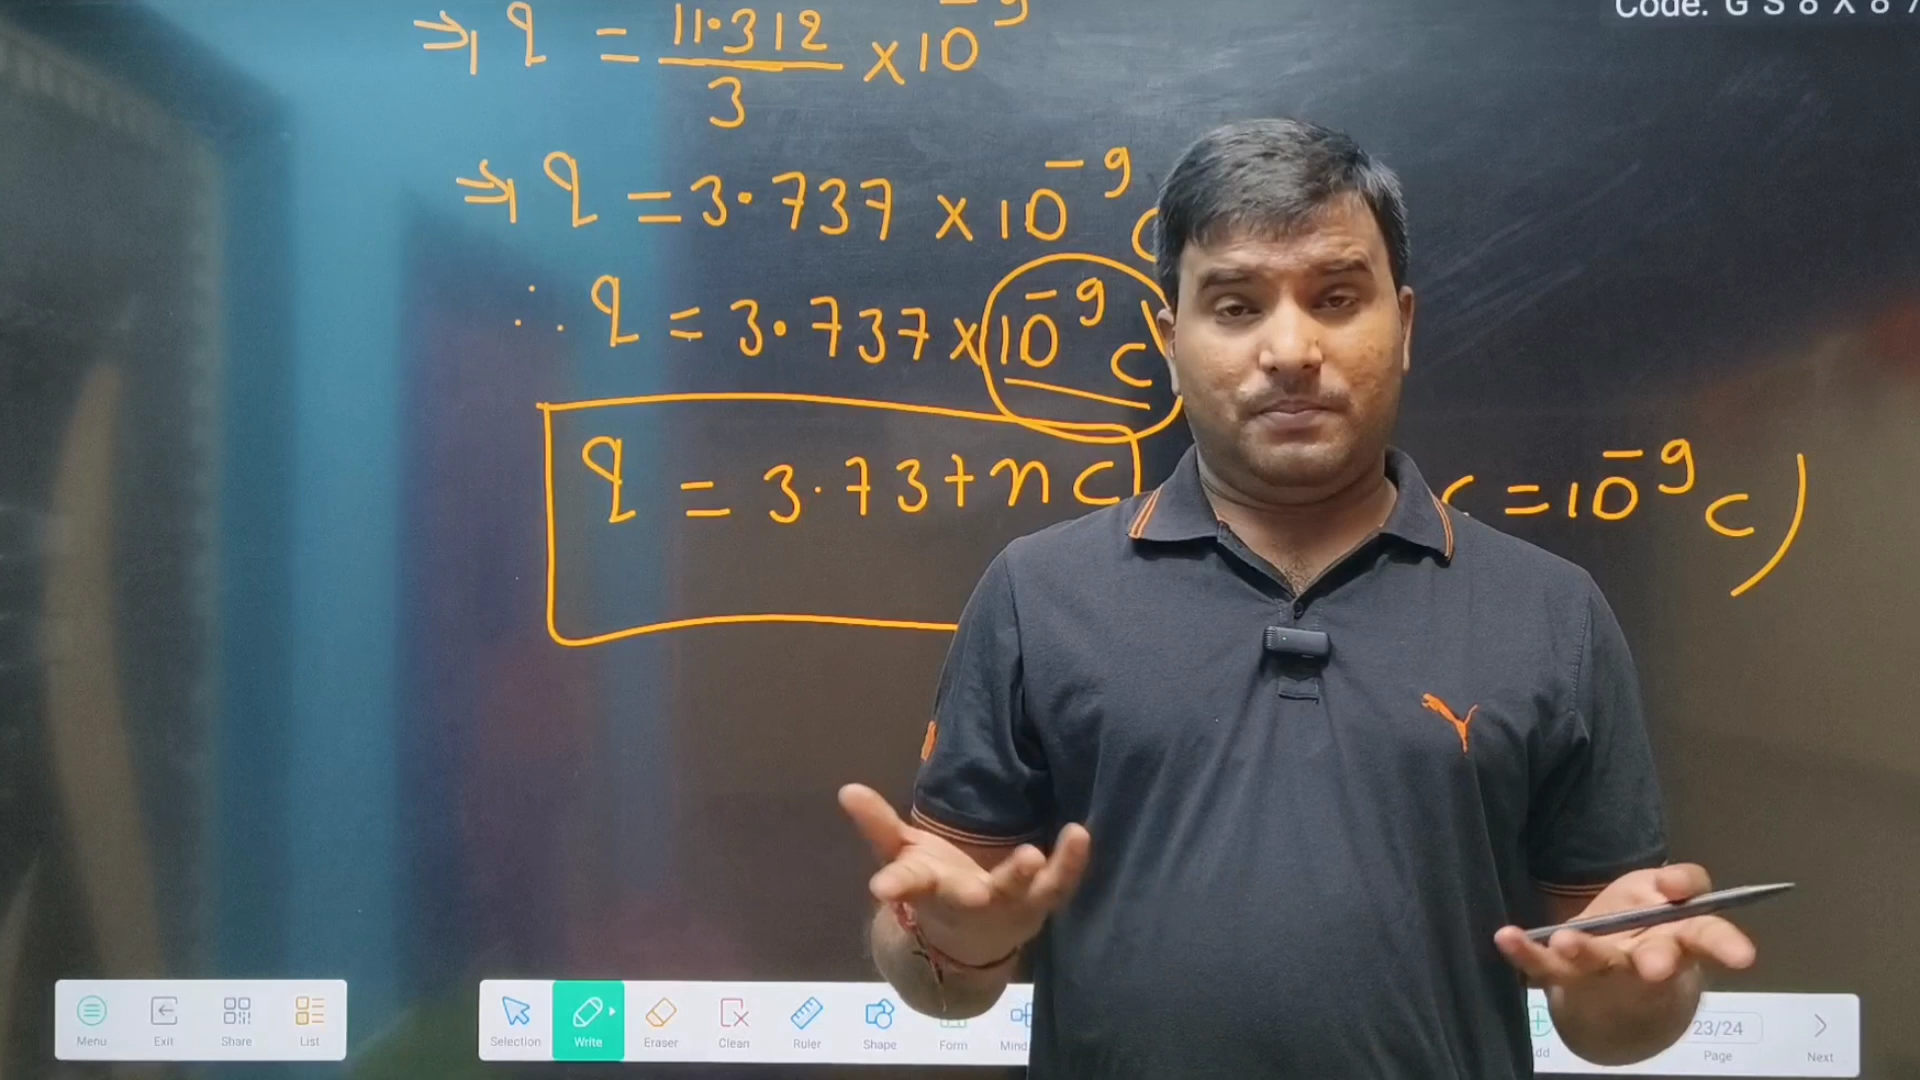 Code: G S 8 X 8 7
⇒ q = 11.312/3 × 10⁻⁹
⇒ q = 3.737 × 10⁻⁹ C
∴ q = 3.737 × 10⁻⁹ C
q = 3.737 nC
C = 10⁻⁹ C)
Menu Exit Share List
Selection Write Eraser Clean Ruler Shape Form Mind
23/24
Page Next